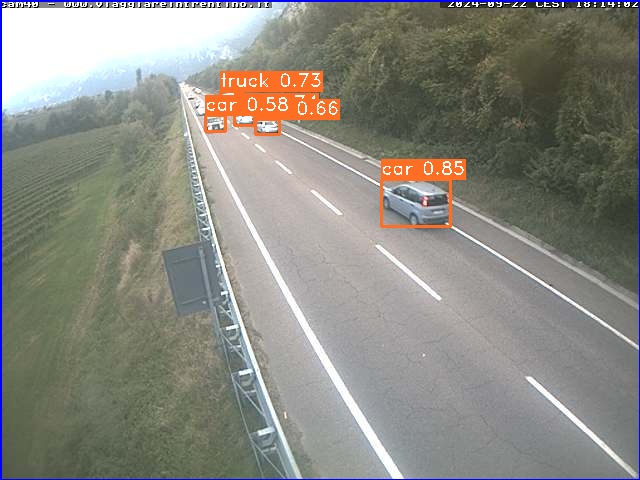 cam40 - www.viaggiareintrentino.it
2024-09-22 CEST 18:14:02
truck 0.73
car 0.58
0.66
car 0.85